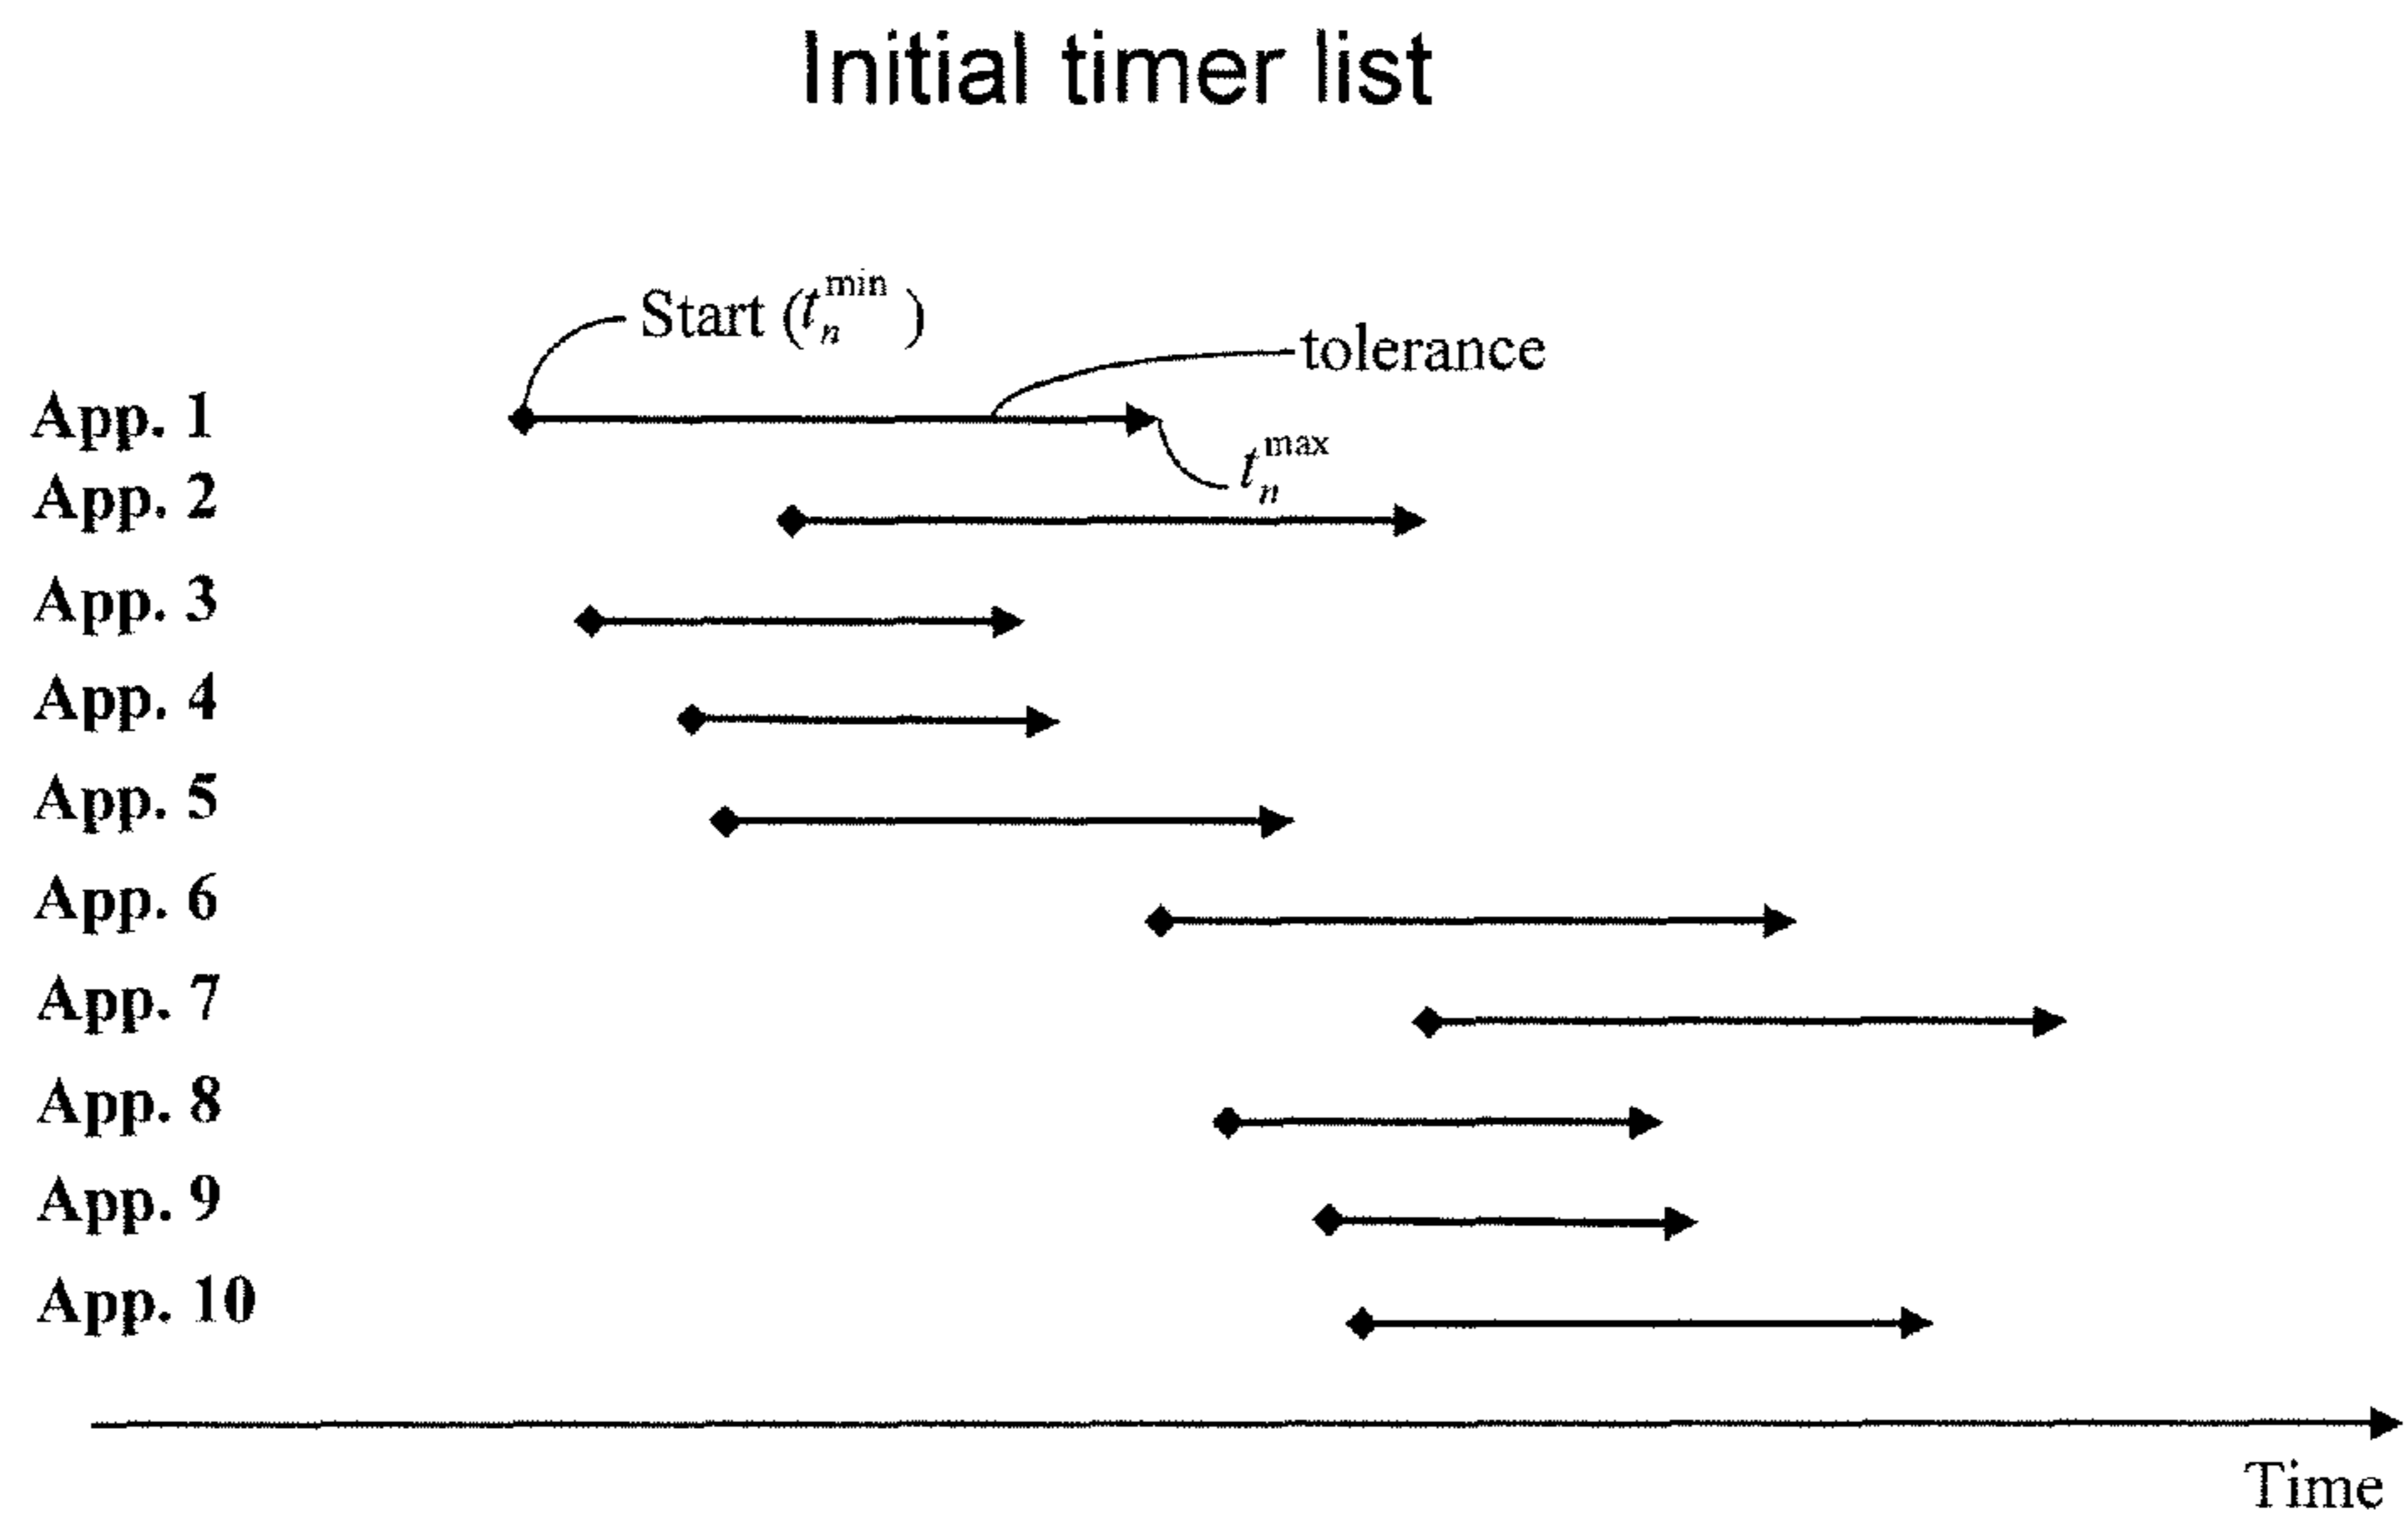 Initial timer list
Start (t_n^min)
tolerance
App. 1
t_n^max
App. 2
App. 3
App. 4
App. 5
App. 6
App. 7
App. 8
App. 9
App. 10
Time